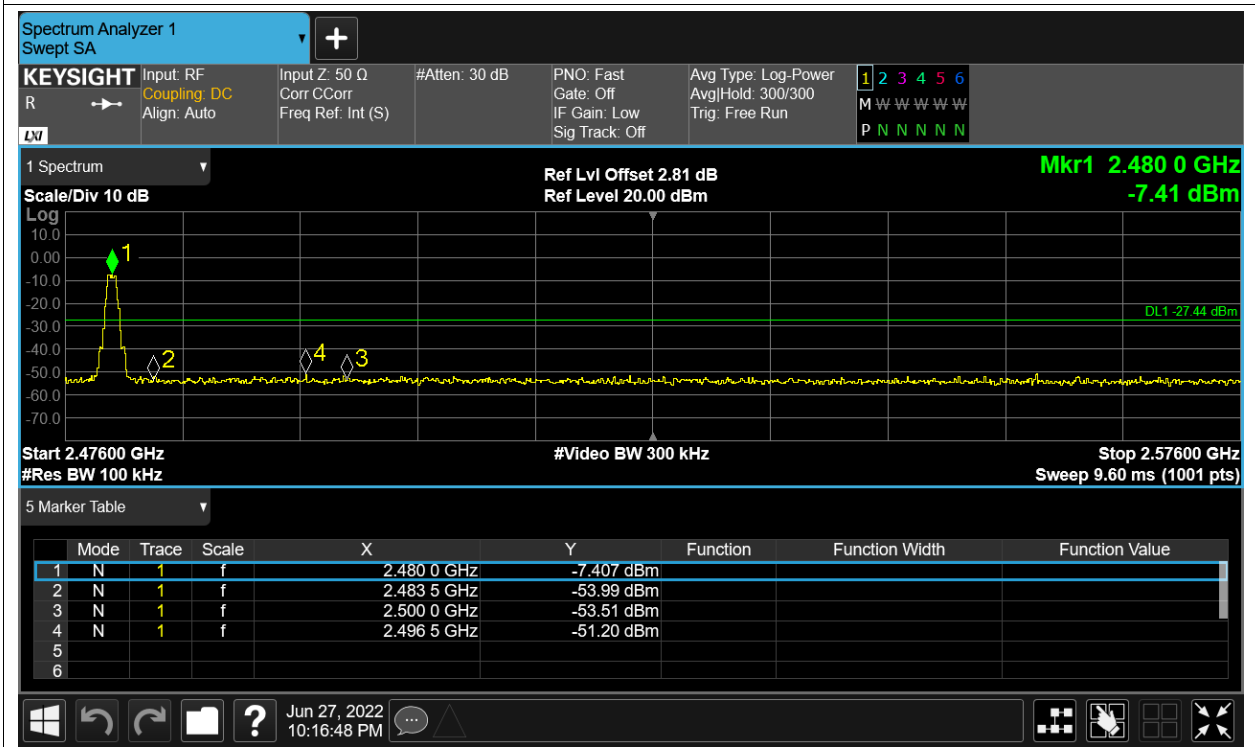 Spectrum Analyzer 1
Swept SA
KEYSIGHT Input: RF Input Z: 50 Ω #Atten: 30 dB PNO: Fast Avg Type: Log-Power 1 2 3 4 5 6
R Coupling: DC Corr CCorr Gate: Off Avg|Hold: 300/300 M W W W W W
Align: Auto Freq Ref: Int (S) IF Gain: Low Trig: Free Run
LXI Sig Track: Off P N N N N N
1 Spectrum Ref Lvl Offset 2.81 dB Mkr1 2.480 0 GHz
Scale/Div 10 dB Ref Level 20.00 dBm -7.41 dBm
Log
10.0
0.00 1
-10.0
-20.0
DL1 -27.44 dBm
-30.0
-40.0 2 4 3
-50.0
-60.0
-70.0
Start 2.47600 GHz #Video BW 300 kHz Stop 2.57600 GHz
#Res BW 100 kHz Sweep 9.60 ms (1001 pts)
5 Marker Table
Mode Trace Scale X Y Function Function Width Function Value
1 N 1 f 2.480 0 GHz -7.407 dBm
2 N 1 f 2.483 5 GHz -53.99 dBm
3 N 1 f 2.500 0 GHz -53.51 dBm
4 N 1 f 2.496 5 GHz -51.20 dBm
5
6
? Jun 27, 2022
10:16:48 PM